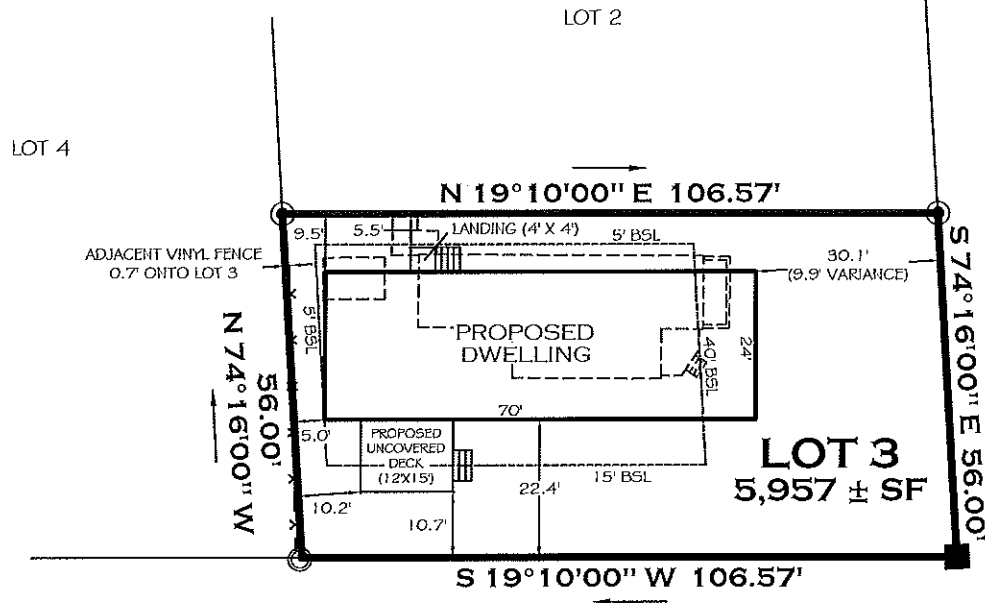 LOT 2
LOT 4
N 19°10'00" E 106.57'
9.5'
5.5'
LANDING (4' X 4')
5' BSL
ADJACENT VINYL FENCE
0.7' ONTO LOT 3
30.1'
(9.9' VARIANCE)
S 74°16'00" E 56.00'
5' BSL
PROPOSED
DWELLING
40' BSL
24'
N 74°16'00" W
56.00'
70'
5.0'
PROPOSED
UNCOVERED
DECK
(12'X15')
LOT 3
5,957 ± SF
15' BSL
22.4'
10.2'
10.7'
S 19°10'00" W 106.57'